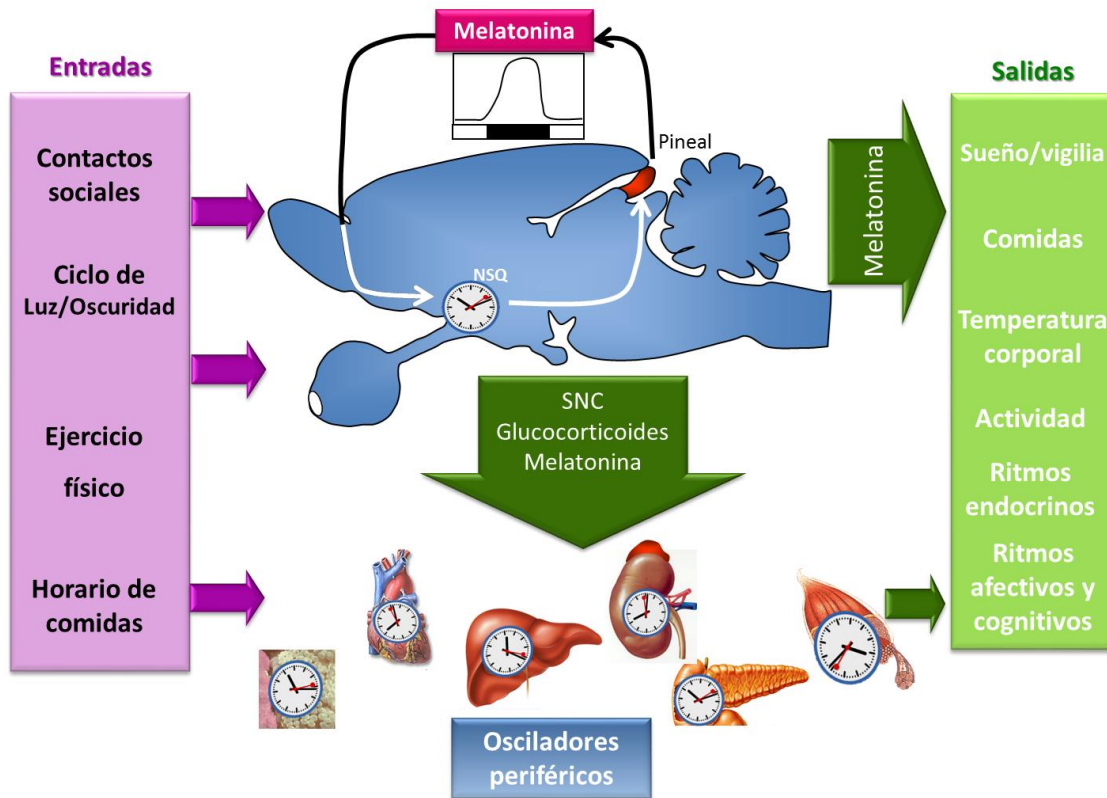 Melatonina
Entradas
Contactos
sociales
Ciclo de
Luz/Oscuridad
Ejercicio
físico
Horario de
comidas
Pineal
NSQ
Melatonina
SNC
Glucocorticoides
Melatonina
Osciladores
periféricos
Salidas
Sueño/vigilia
Comidas
Temperatura
corporal
Actividad
Ritmos
endocrinos
Ritmos
afectivos y
cognitivos